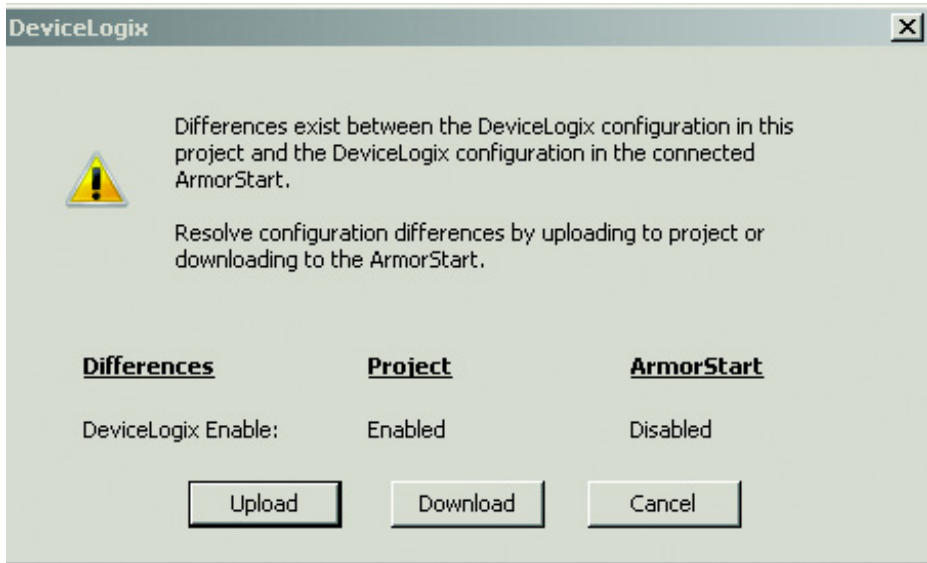 DeviceLogix
Differences exist between the DeviceLogix configuration in this
project and the DeviceLogix configuration in the connected
ArmorStart.
Resolve configuration differences by uploading to project or
downloading to the ArmorStart.
Differences Project ArmorStart
DeviceLogix Enable: Enabled Disabled
Upload Download Cancel